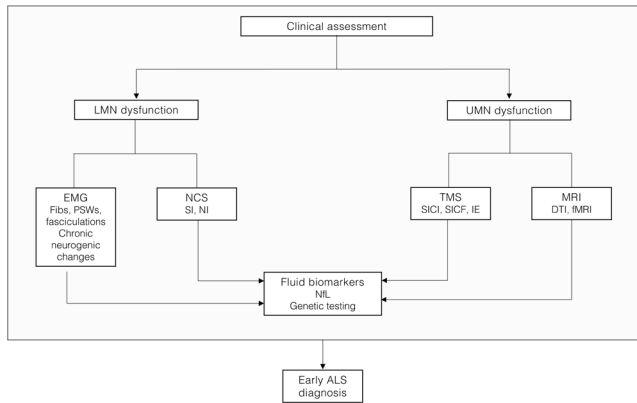 Clinical assessment
LMN dysfunction
UMN dysfunction
EMG
Fibs, PSWs,
fasciculations
Chronic
neurogenic
changes
NCS
SI, NI
TMS
SICI, SICF, IE
MRI
DTI, fMRI
Fluid biomarkers
NfL
Genetic testing
Early ALS
diagnosis